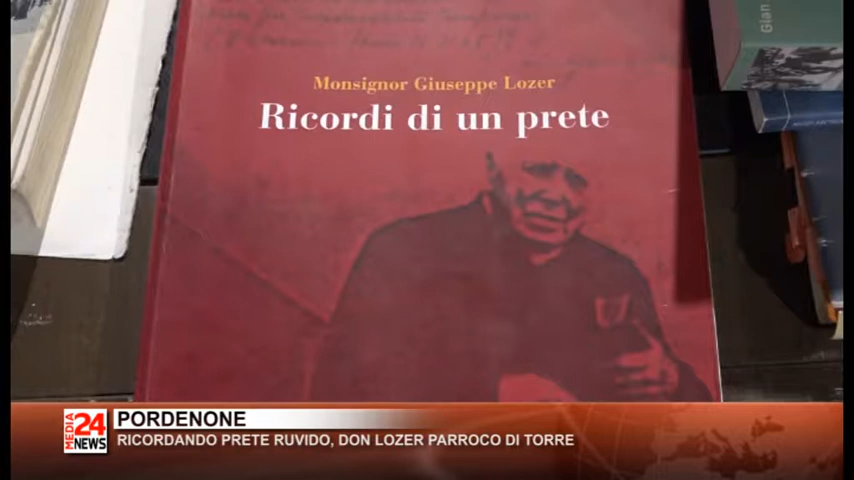 Gian
Monsignor Giuseppe Lozer
Ricordi di un prete
MEDIA
24
NEWS
PORDENONE
RICORDANDO PRETE RUVIDO, DON LOZER PARROCO DI TORRE